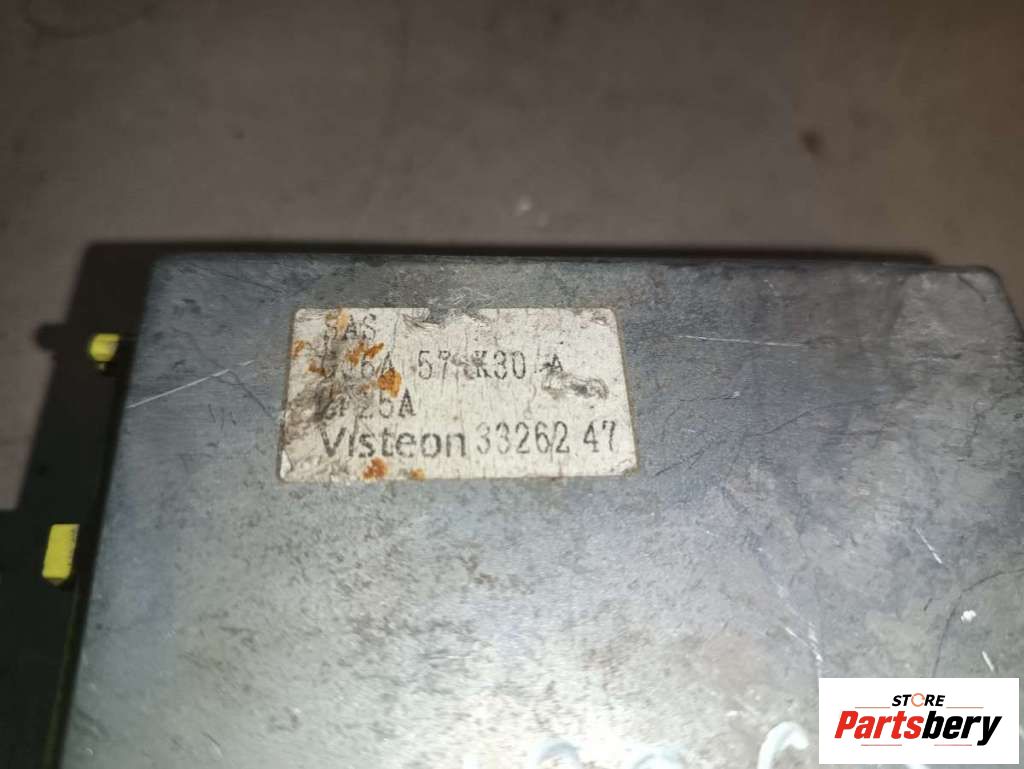 SAS
57 K30 A
25A
Visteon 33262 47
STORE
Partsbery